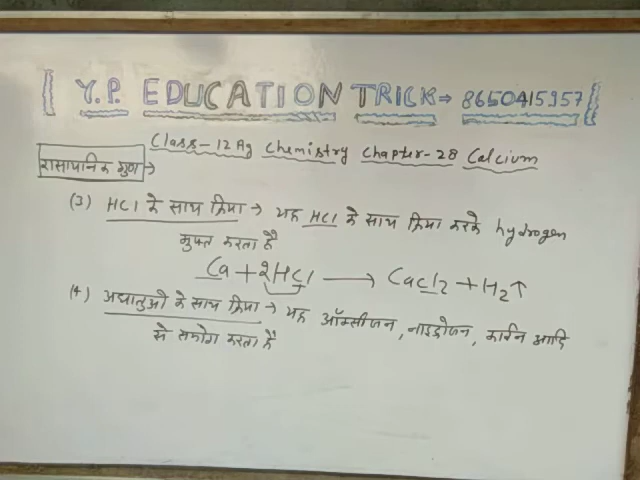 Y.P. EDUCATION TRICK → 8650415957
Class-12 Ag Chemistry Chapter-28 Calcium
रासायनिक गुण →
(3) HCl के साथ क्रिया → यह HCl के साथ क्रिया करके hydrogen
मुक्त करता है
Ca + 2HCl ⟶ CaCl2 + H2↑
(4) अधातुओं के साथ क्रिया → यह ऑक्सीजन, नाइट्रोजन, कार्बन आदि
से संयोग करता है